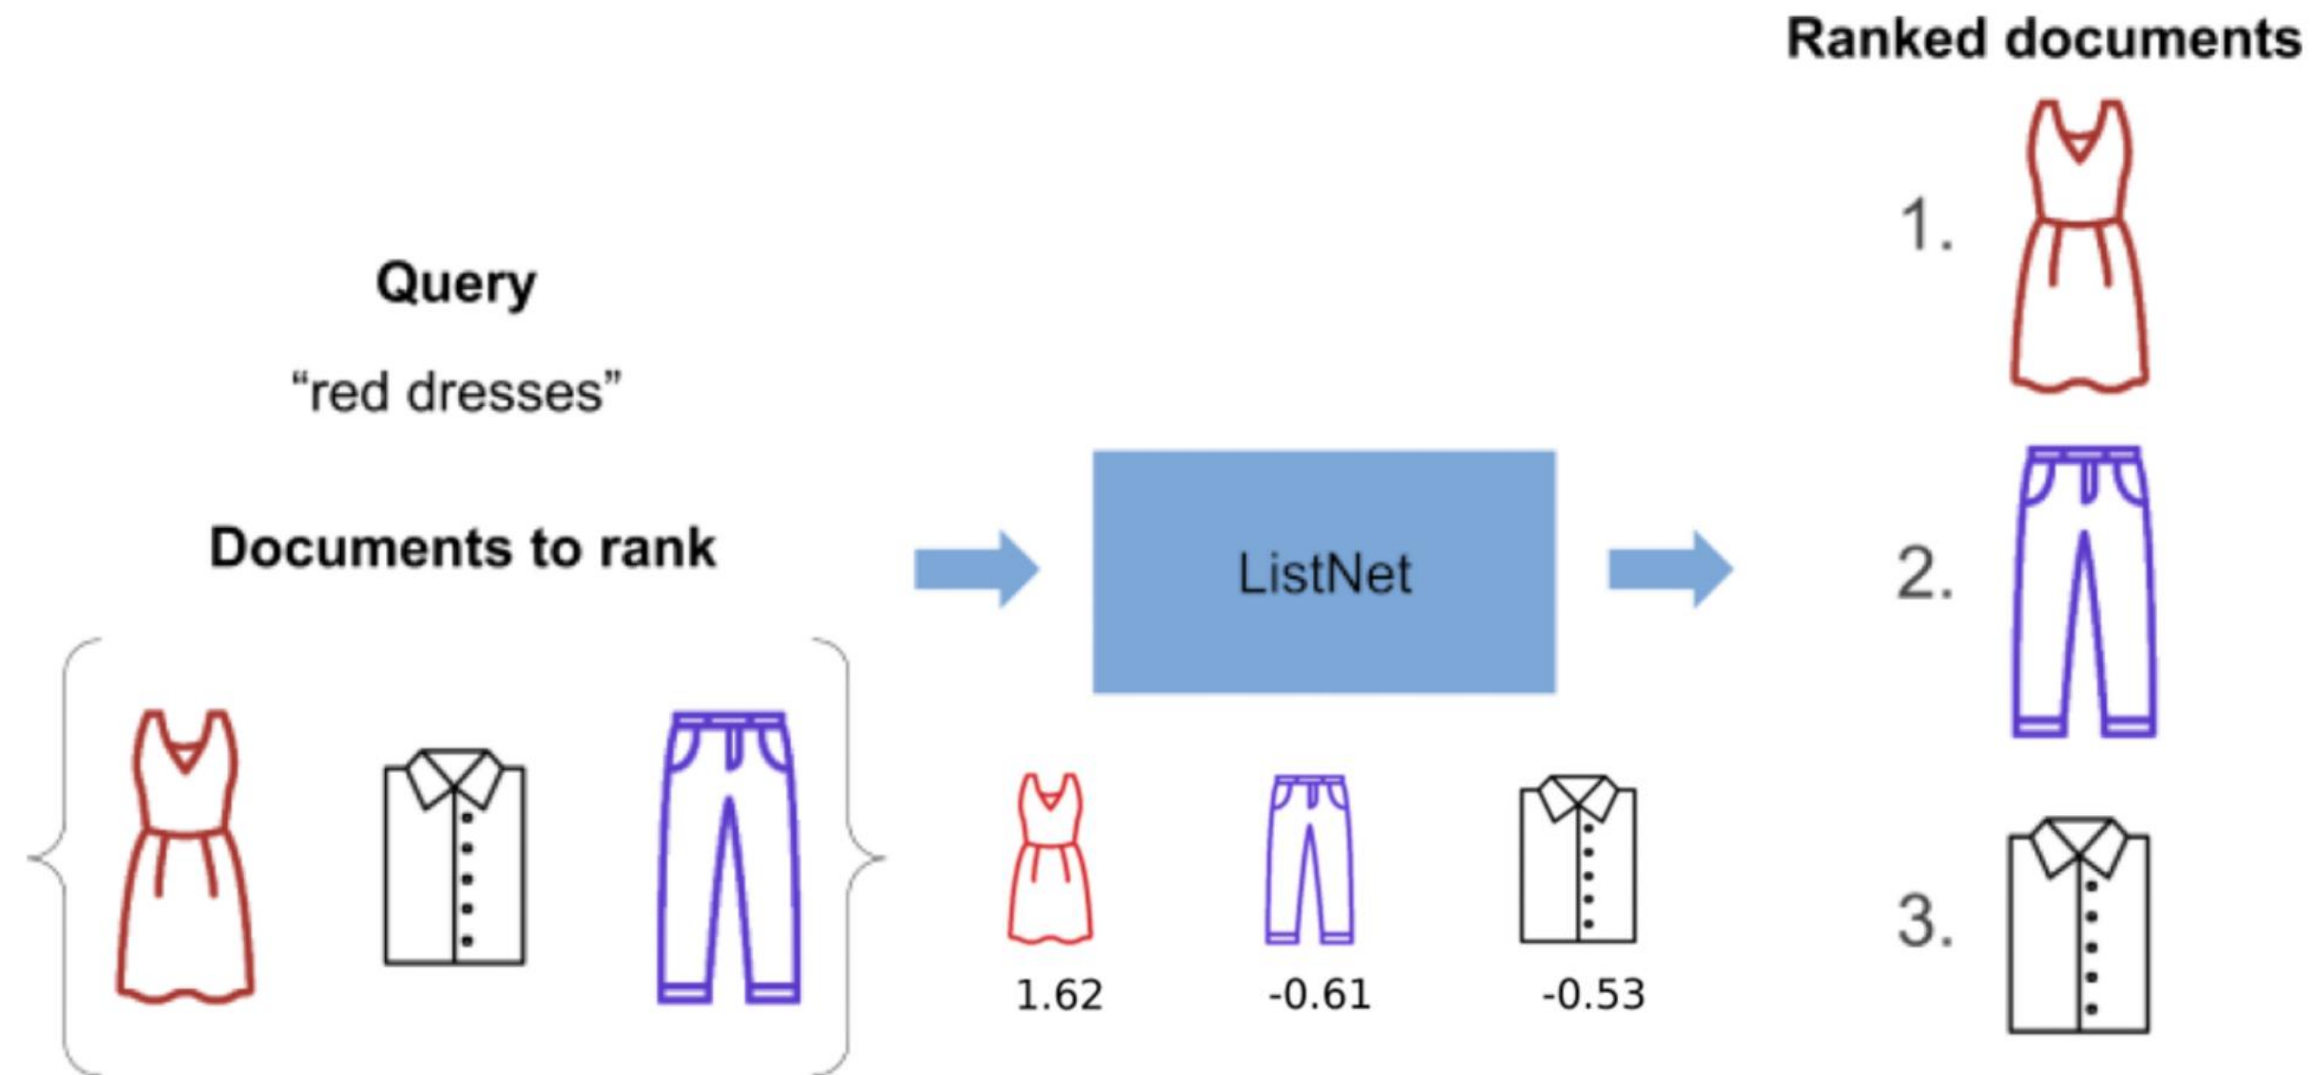 Query
“red dresses”
Documents to rank
ListNet
1.62
-0.61
-0.53
Ranked documents
1.
2.
3.